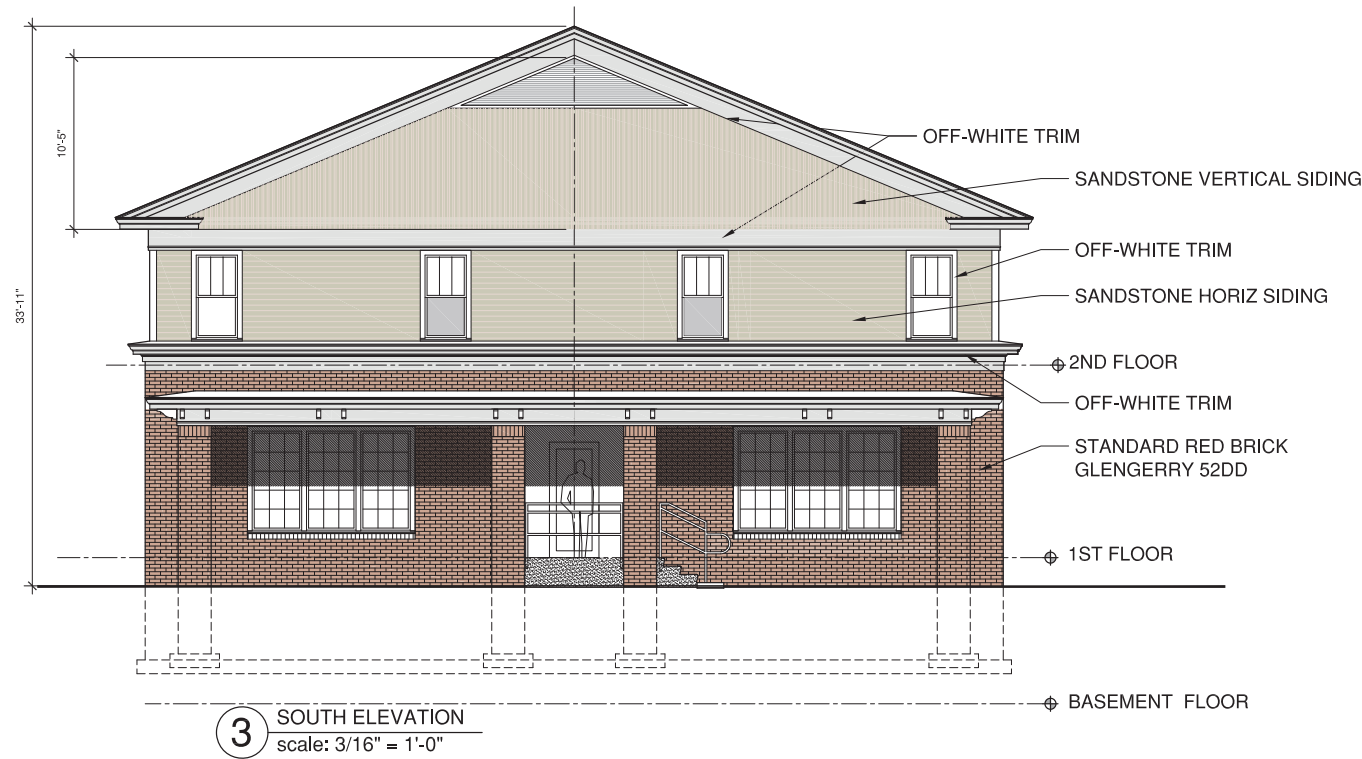 10'-5"
33'-11"
OFF-WHITE TRIM
SANDSTONE VERTICAL SIDING
OFF-WHITE TRIM
SANDSTONE HORIZ SIDING
2ND FLOOR
OFF-WHITE TRIM
STANDARD RED BRICK
GLENGERRY 52DD
1ST FLOOR
BASEMENT FLOOR
3
SOUTH ELEVATION
scale: 3/16" = 1'-0"